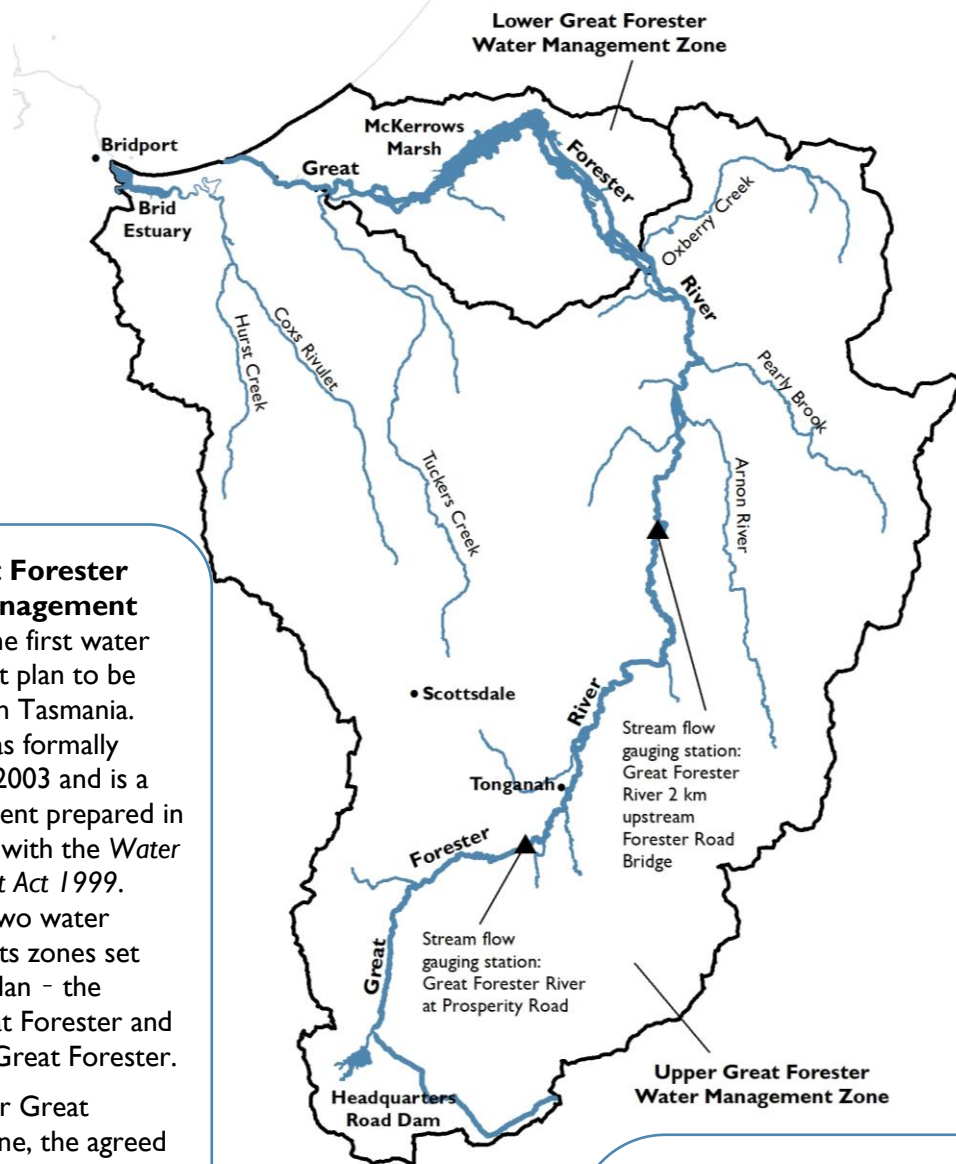 Lower Great Forester
Water Management Zone
McKerrows
Marsh
Bridport
Great
Forester
Brid
Estuary
Oxberry Creek
River
Hurst Creek
Coxs Rivulet
Pearly Brook
Tuckers Creek
Arnon River
Scottsdale
River
Stream flow
gauging station:
Great Forester
River 2 km
upstream
Forester Road
Bridge
Tonganah
Forester
Great
Stream flow
gauging station:
Great Forester River
at Prosperity Road
Headquarters
Road Dam
Upper Great Forester
Water Management Zone
t Forester
nagement
he first water
t plan to be
n Tasmania.
as formally
2003 and is a
ent prepared in
with the Water
t Act 1999.
wo water
ts zones set
lan – the
at Forester and
Great Forester.
r Great
ne, the agreed